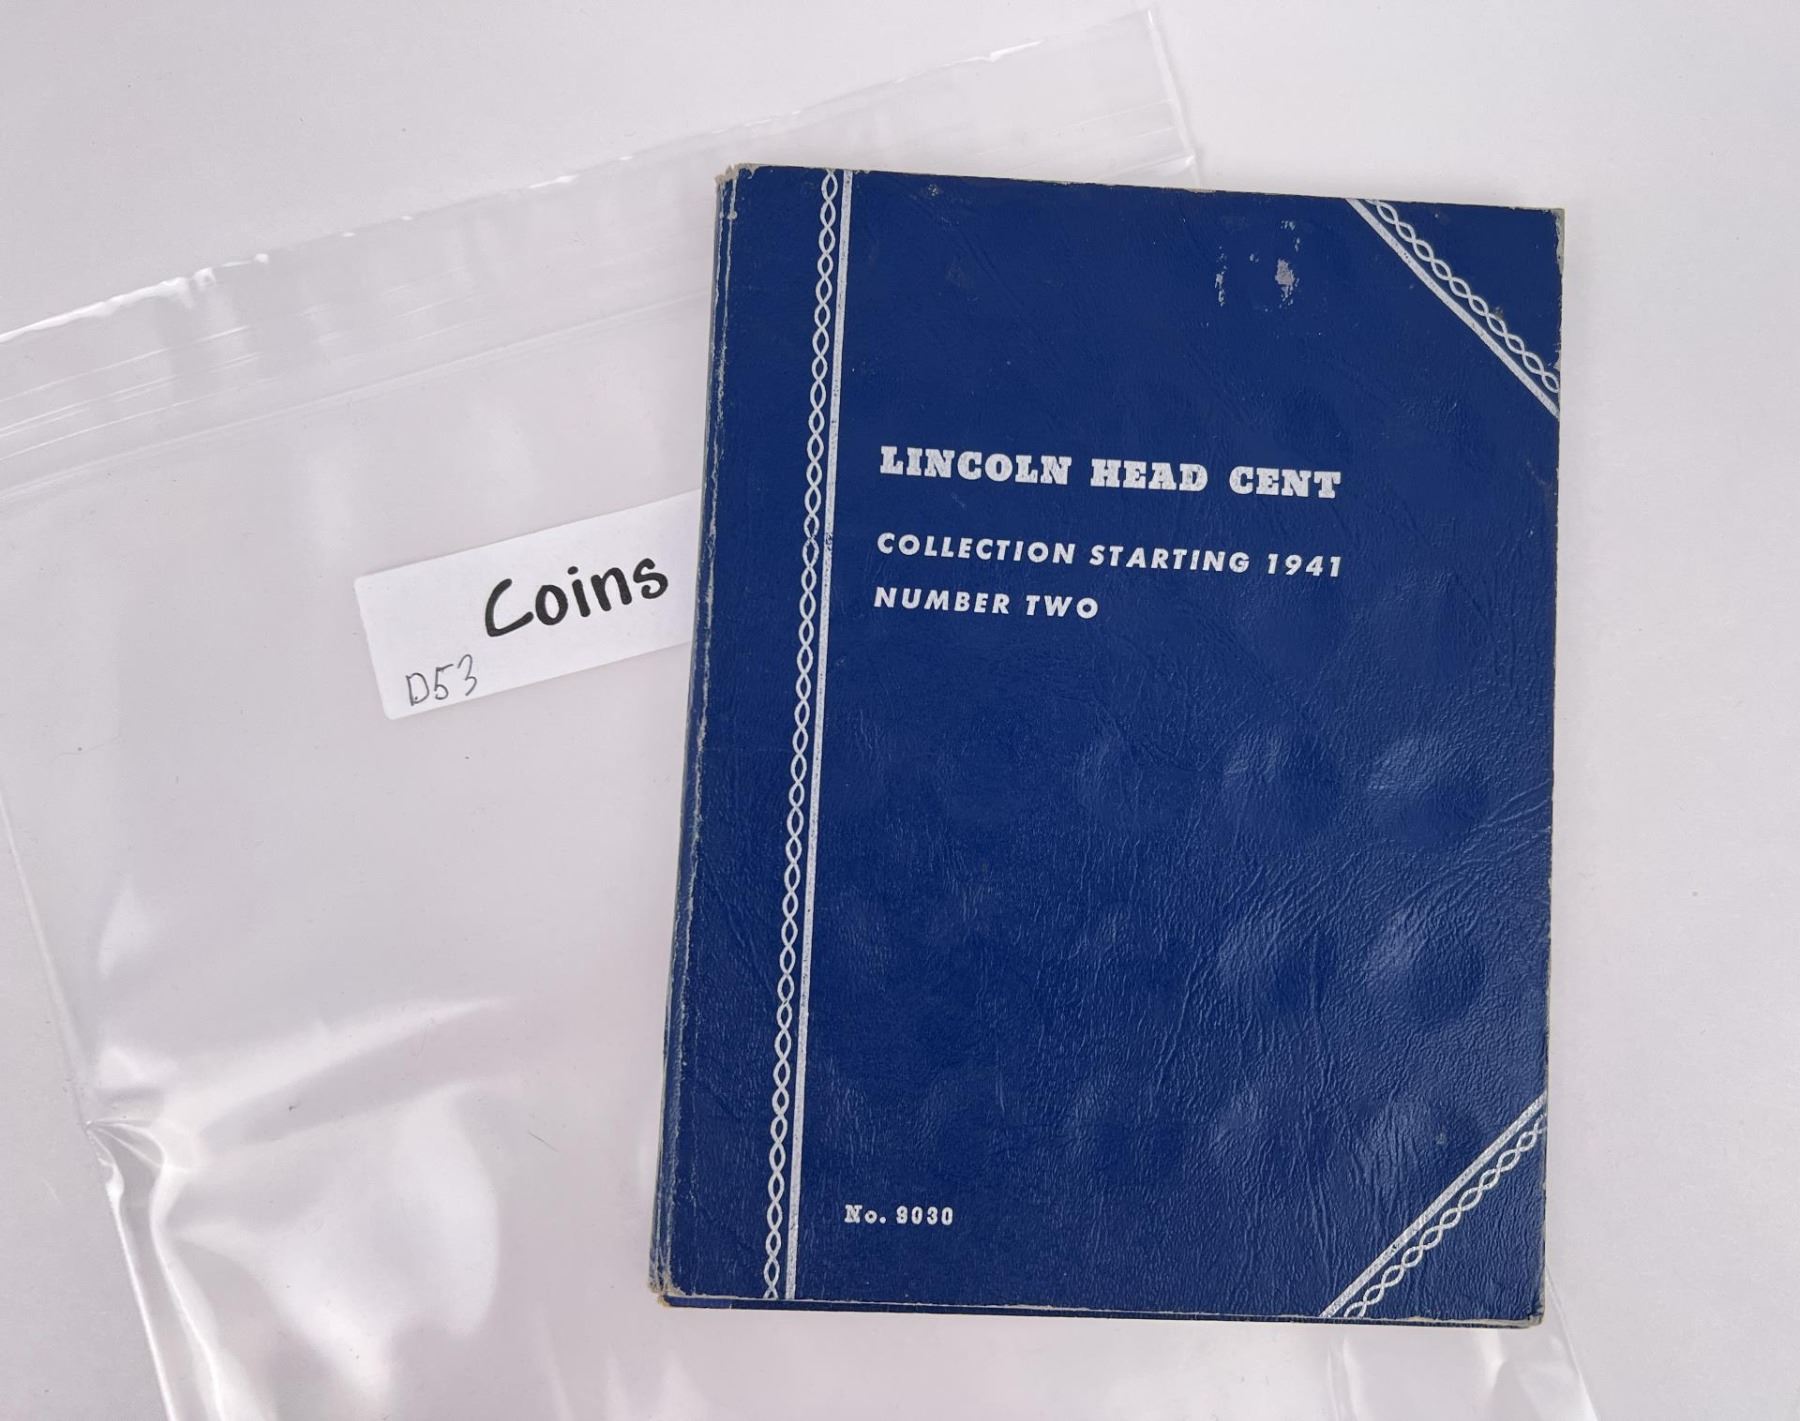 Coins
D53
LINCOLN HEAD CENT
COLLECTION STARTING 1941
NUMBER TWO
No. 9030